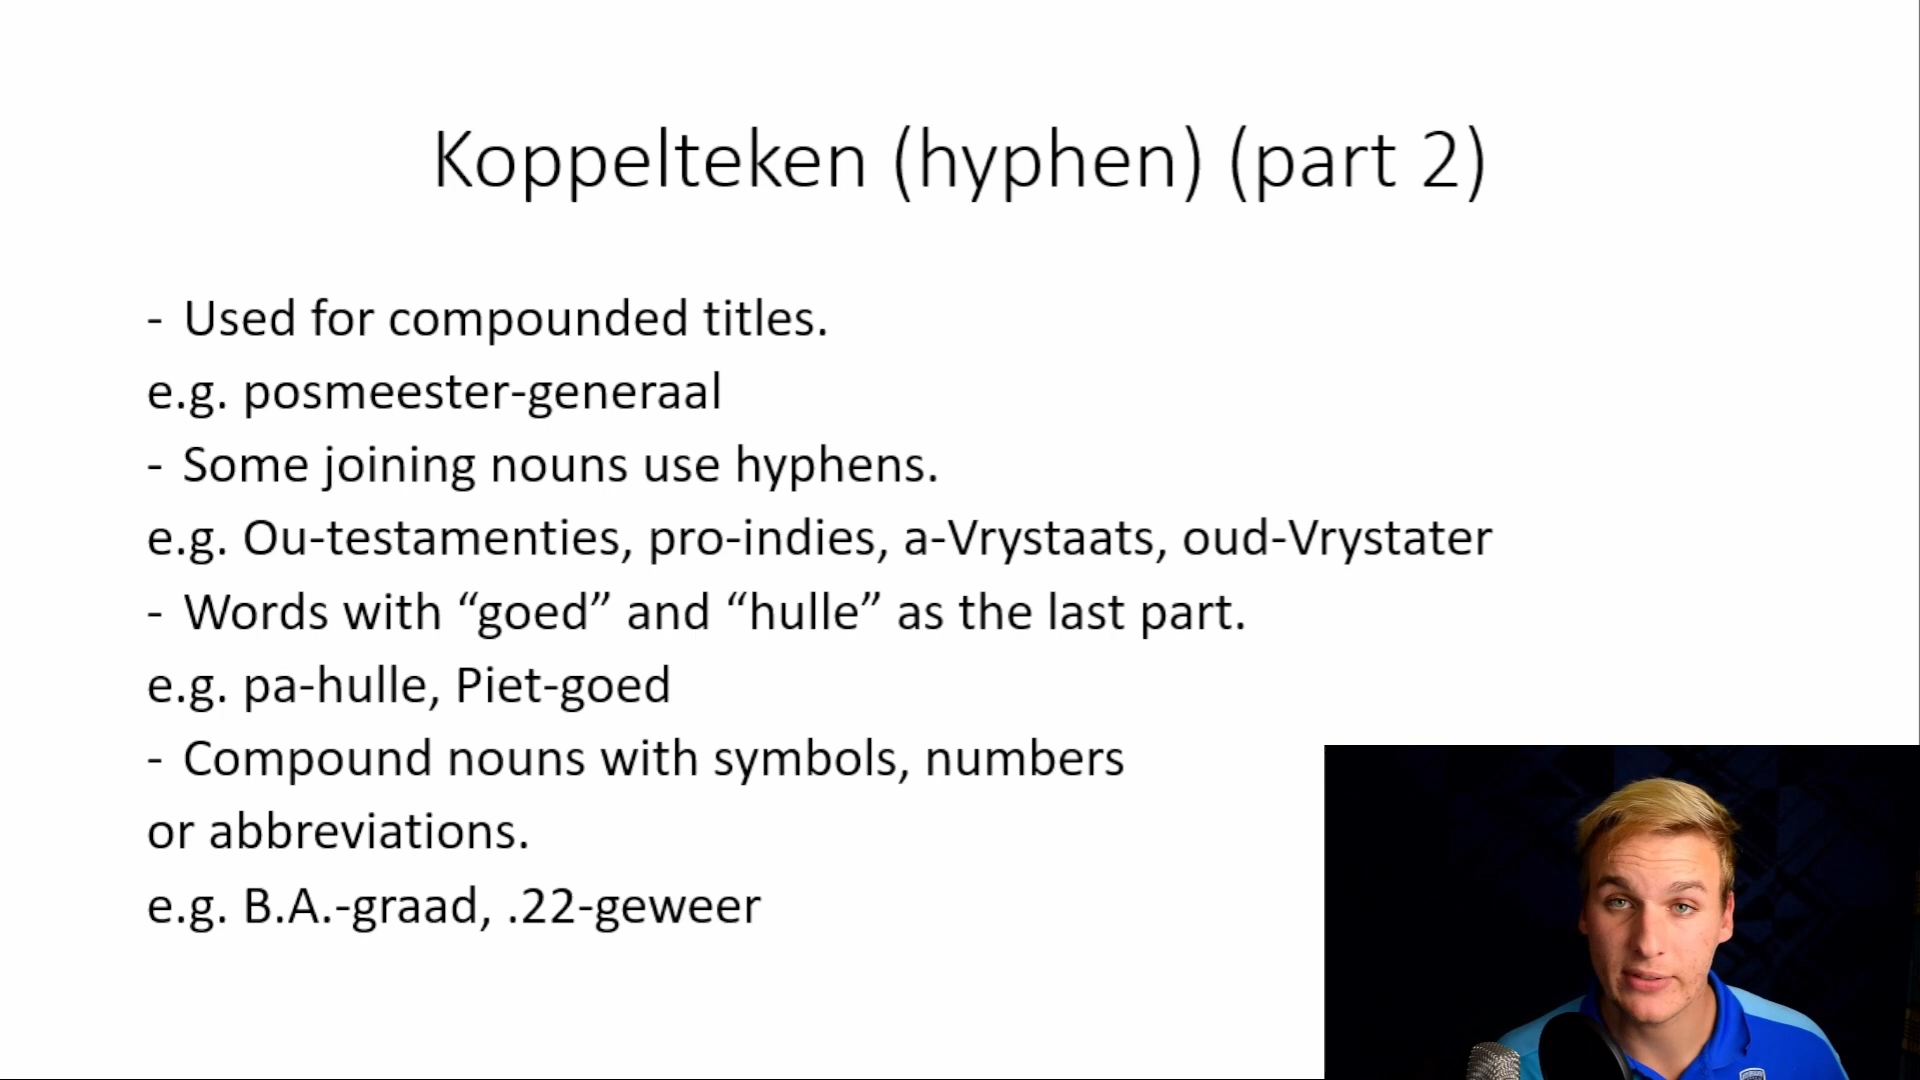 Koppelteken (hyphen) (part 2)
- Used for compounded titles.
e.g. posmeester-generaal
- Some joining nouns use hyphens.
e.g. Ou-testamenties, pro-indies, a-Vrystaats, oud-Vrystater
- Words with “goed” and “hulle” as the last part.
e.g. pa-hulle, Piet-goed
- Compound nouns with symbols, numbers
or abbreviations.
e.g. B.A.-graad, .22-geweer